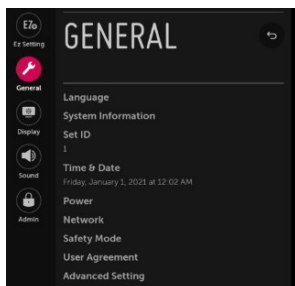 EZo
Ez Setting
General
Display
Sound
Admin
GENERAL
Language
System Information
Set ID
1
Time & Date
Friday, January 1, 2021 at 12:02 AM
Power
Network
Safety Mode
User Agreement
Advanced Setting